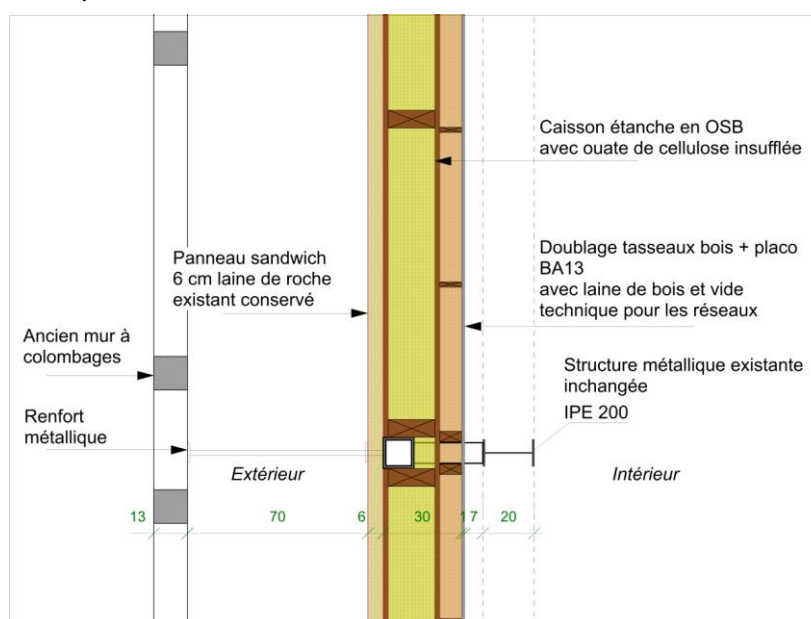 Caisson étanche en OSB
avec ouate de cellulose insufflée
Panneau sandwich
6 cm laine de roche
existant conservé
Doublage tasseaux bois + placo
BA13
avec laine de bois et vide
technique pour les réseaux
Ancien mur à
colombages
Structure métallique existante
inchangée
IPE 200
Renfort
métallique
Extérieur
Intérieur
13 70 6 30 1 7 20